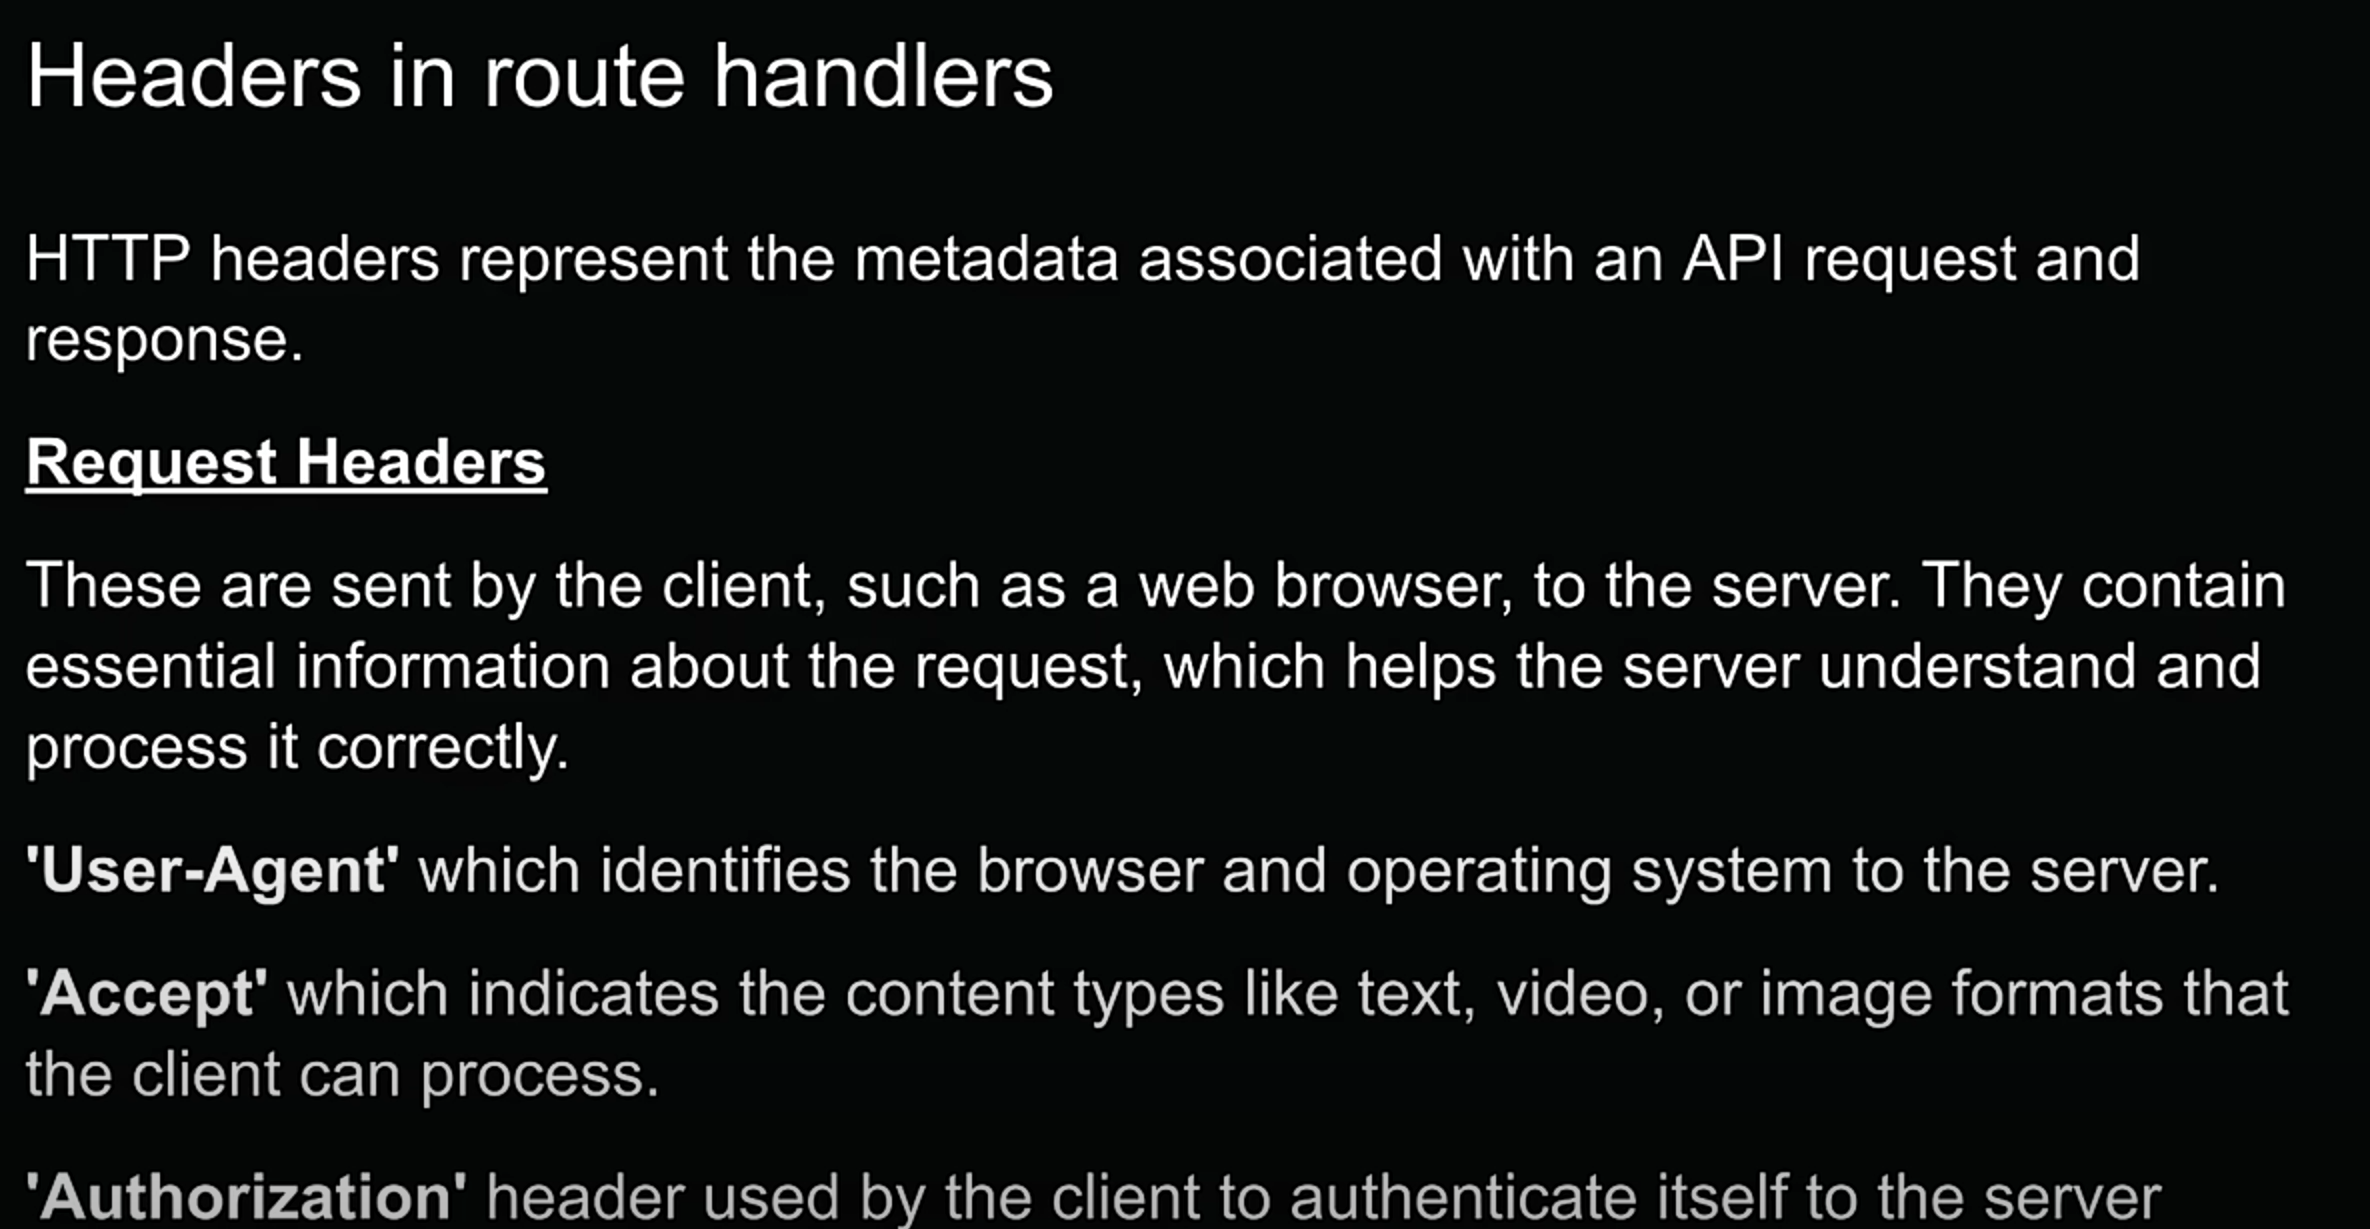 Headers in route handlers
HTTP headers represent the metadata associated with an API request and
response.
Request Headers
These are sent by the client, such as a web browser, to the server. They contain
essential information about the request, which helps the server understand and
process it correctly.
'User-Agent' which identifies the browser and operating system to the server.
'Accept' which indicates the content types like text, video, or image formats that
the client can process.
'Authorization' header used by the client to authenticate itself to the server